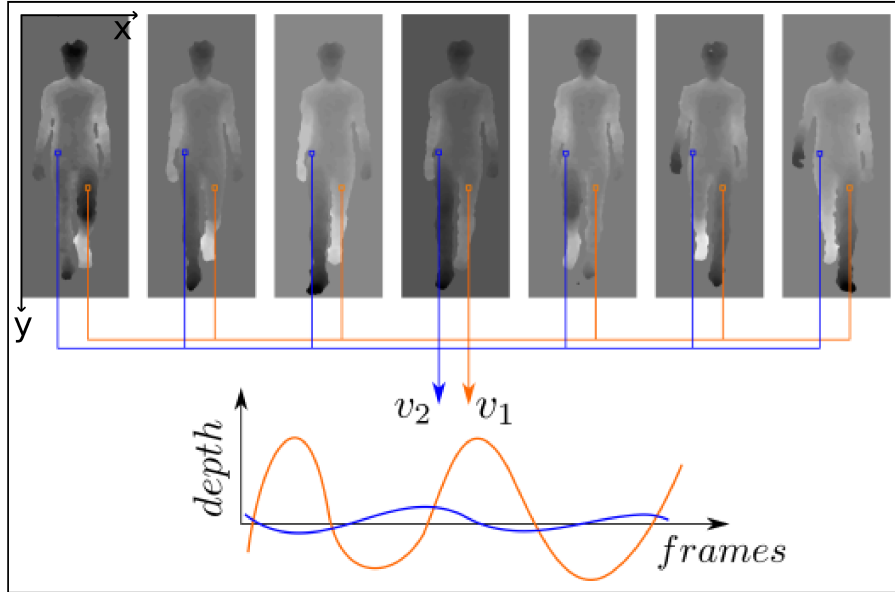 x
y
v₂ v₁
depth
frames